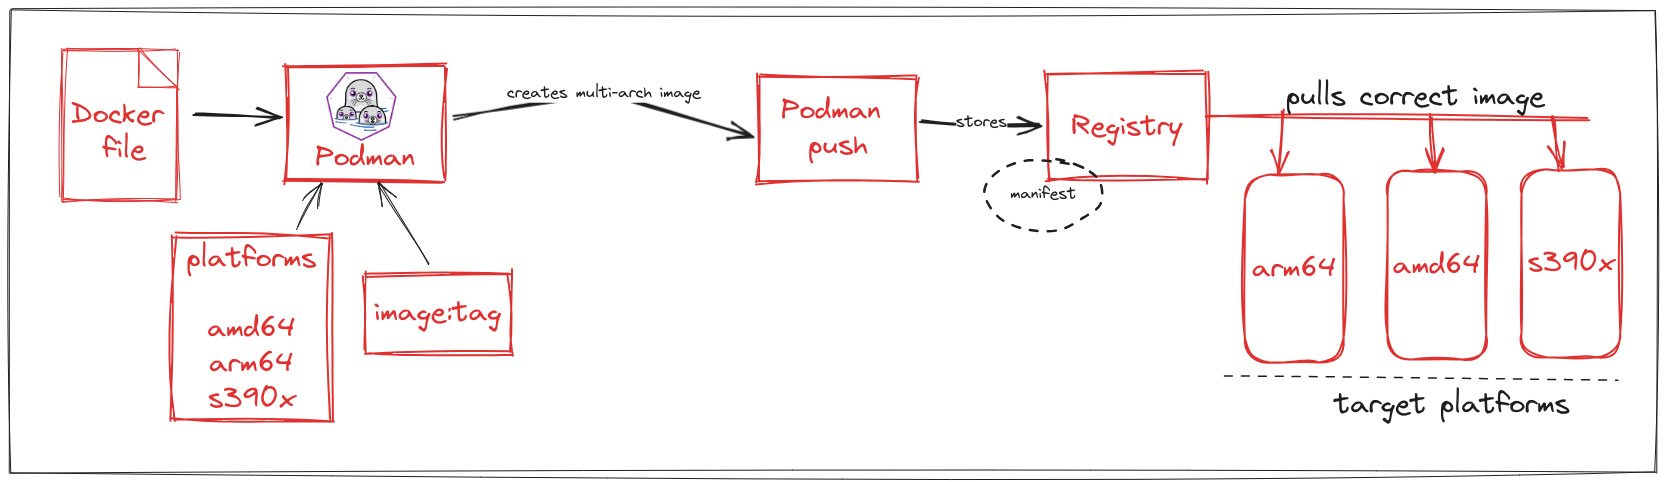 Docker
file
Podman
creates multi-arch image
Podman
push
stores
Registry
manifest
pulls correct image
platforms
amd64
arm64
s390x
image:tag
arm64
amd64
s390x
target platforms